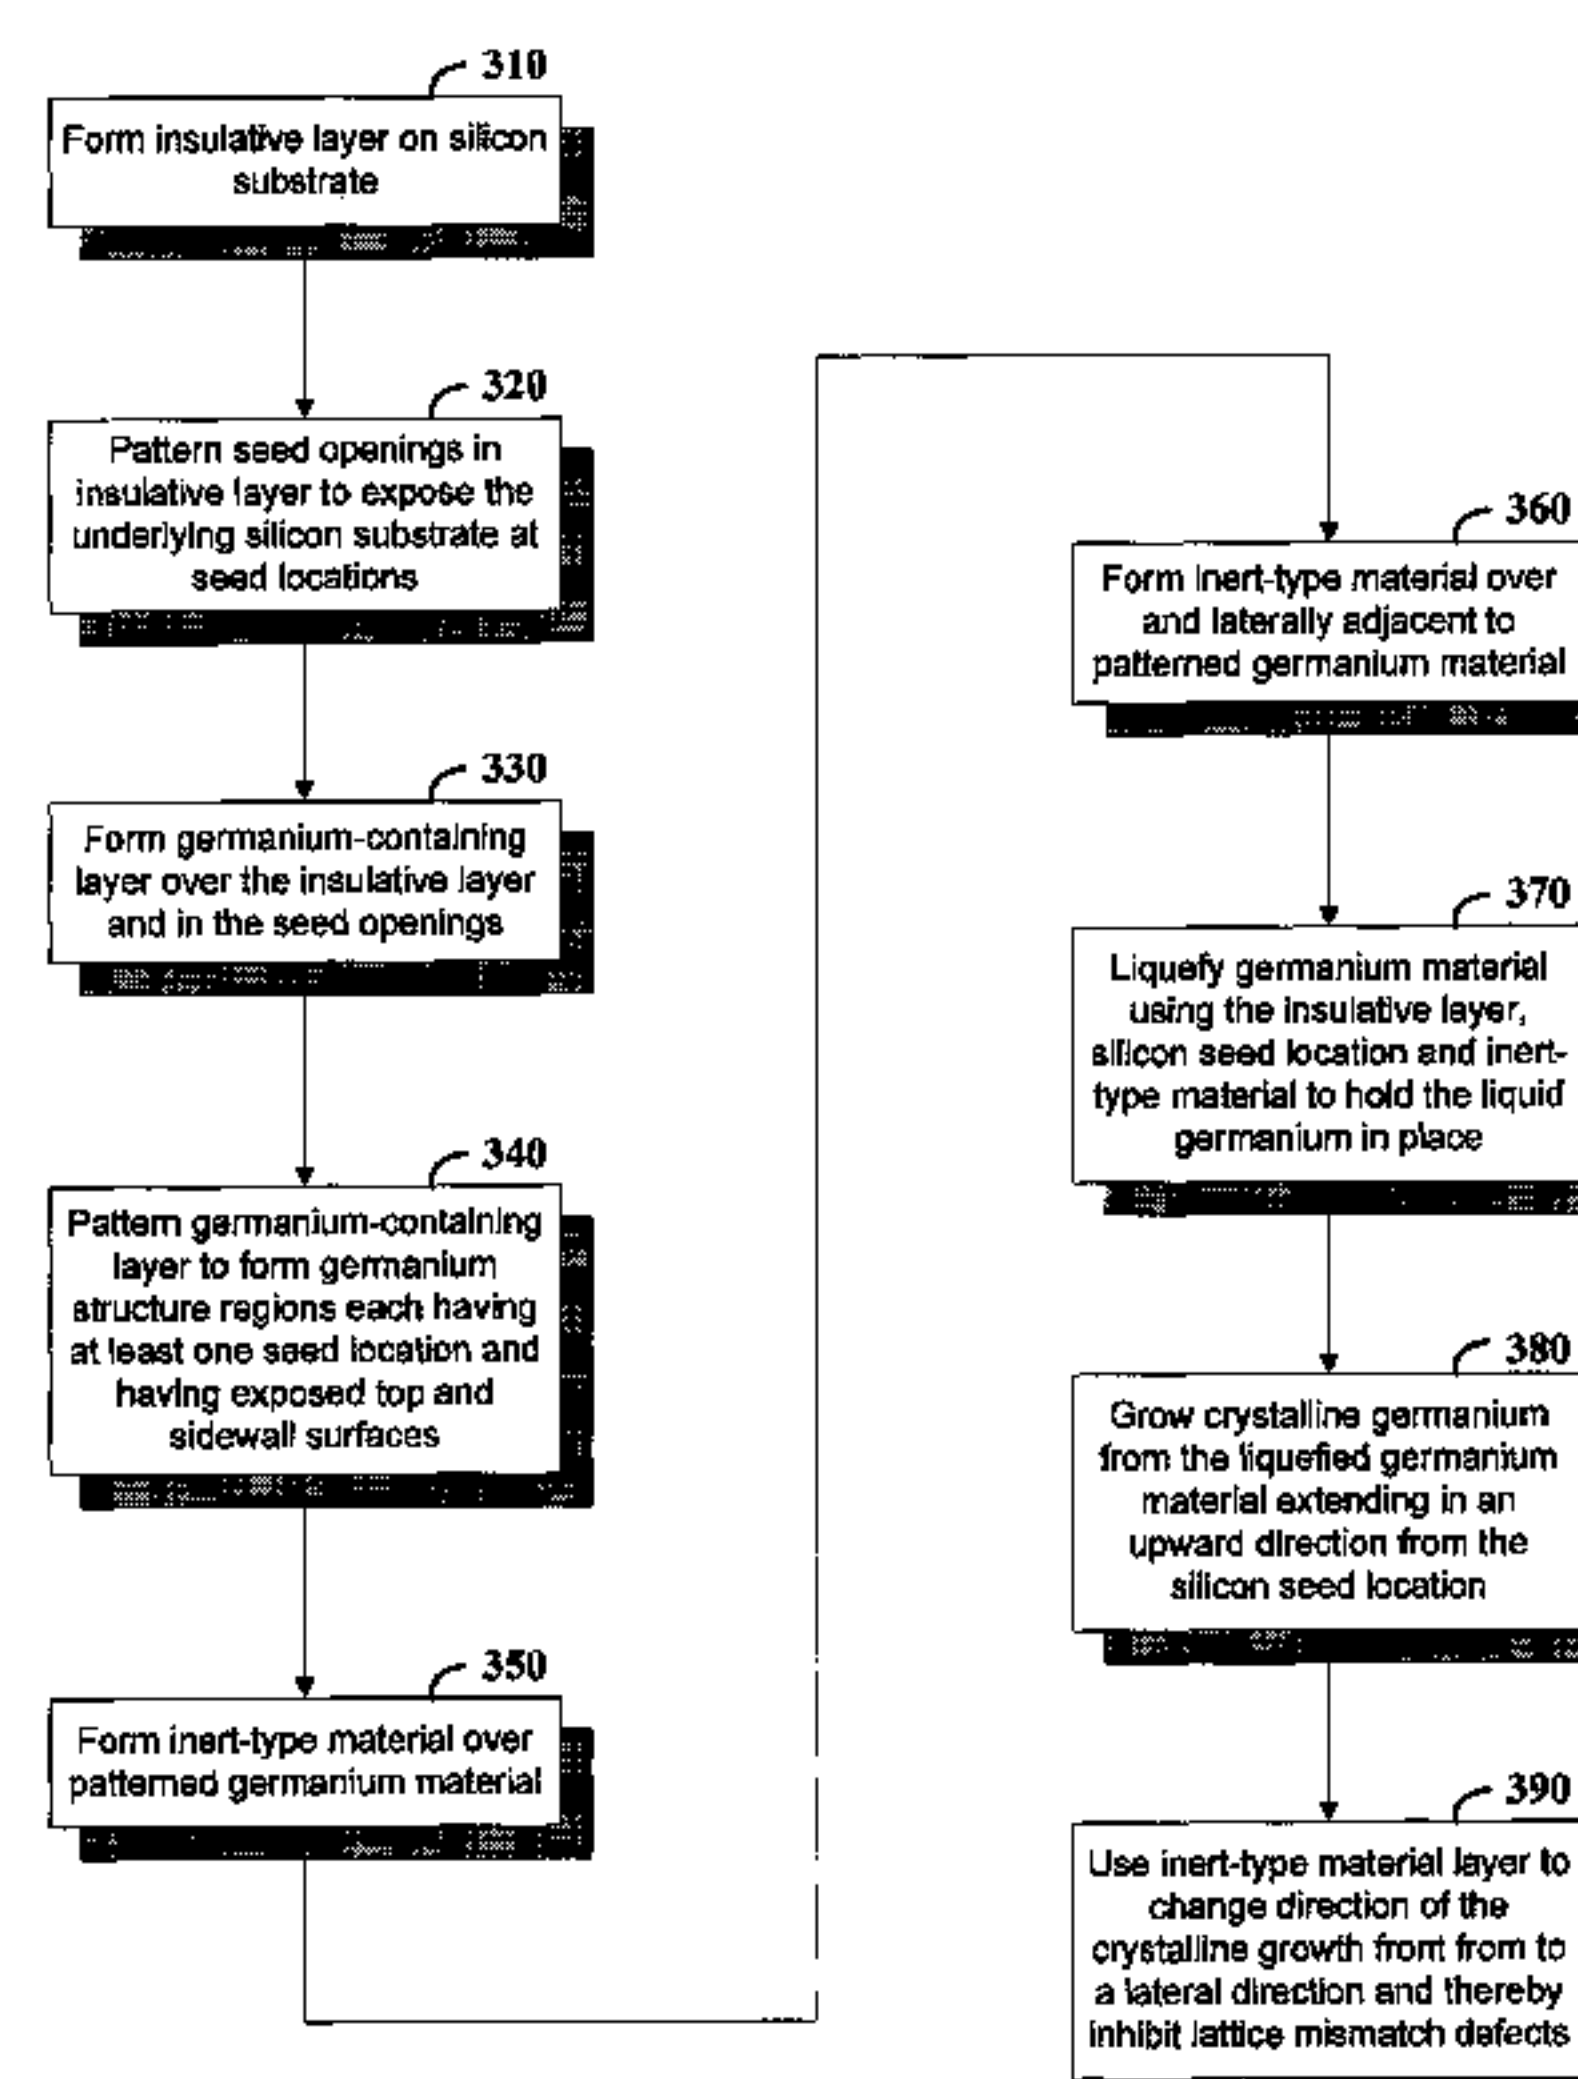 310
Form insulative layer on silicon
substrate
320
Pattern seed openings in
insulative layer to expose the
underlying silicon substrate at
seed locations
330
Form germanium-containing
layer over the insulative layer
and in the seed openings
340
Pattern germanium-containing
layer to form germanium
structure regions each having
at least one seed location and
having exposed top and
sidewall surfaces
350
Form inert-type material over
patterned germanium material
360
Form inert-type material over
and laterally adjacent to
patterned germanium material
370
Liquefy germanium material
using the insulative layer,
silicon seed location and inert-
type material to hold the liquid
germanium in place
380
Grow crystalline germanium
from the liquefied germanium
material extending in an
upward direction from the
silicon seed location
390
Use inert-type material layer to
change direction of the
crystalline growth front from to
a lateral direction and thereby
inhibit lattice mismatch defects